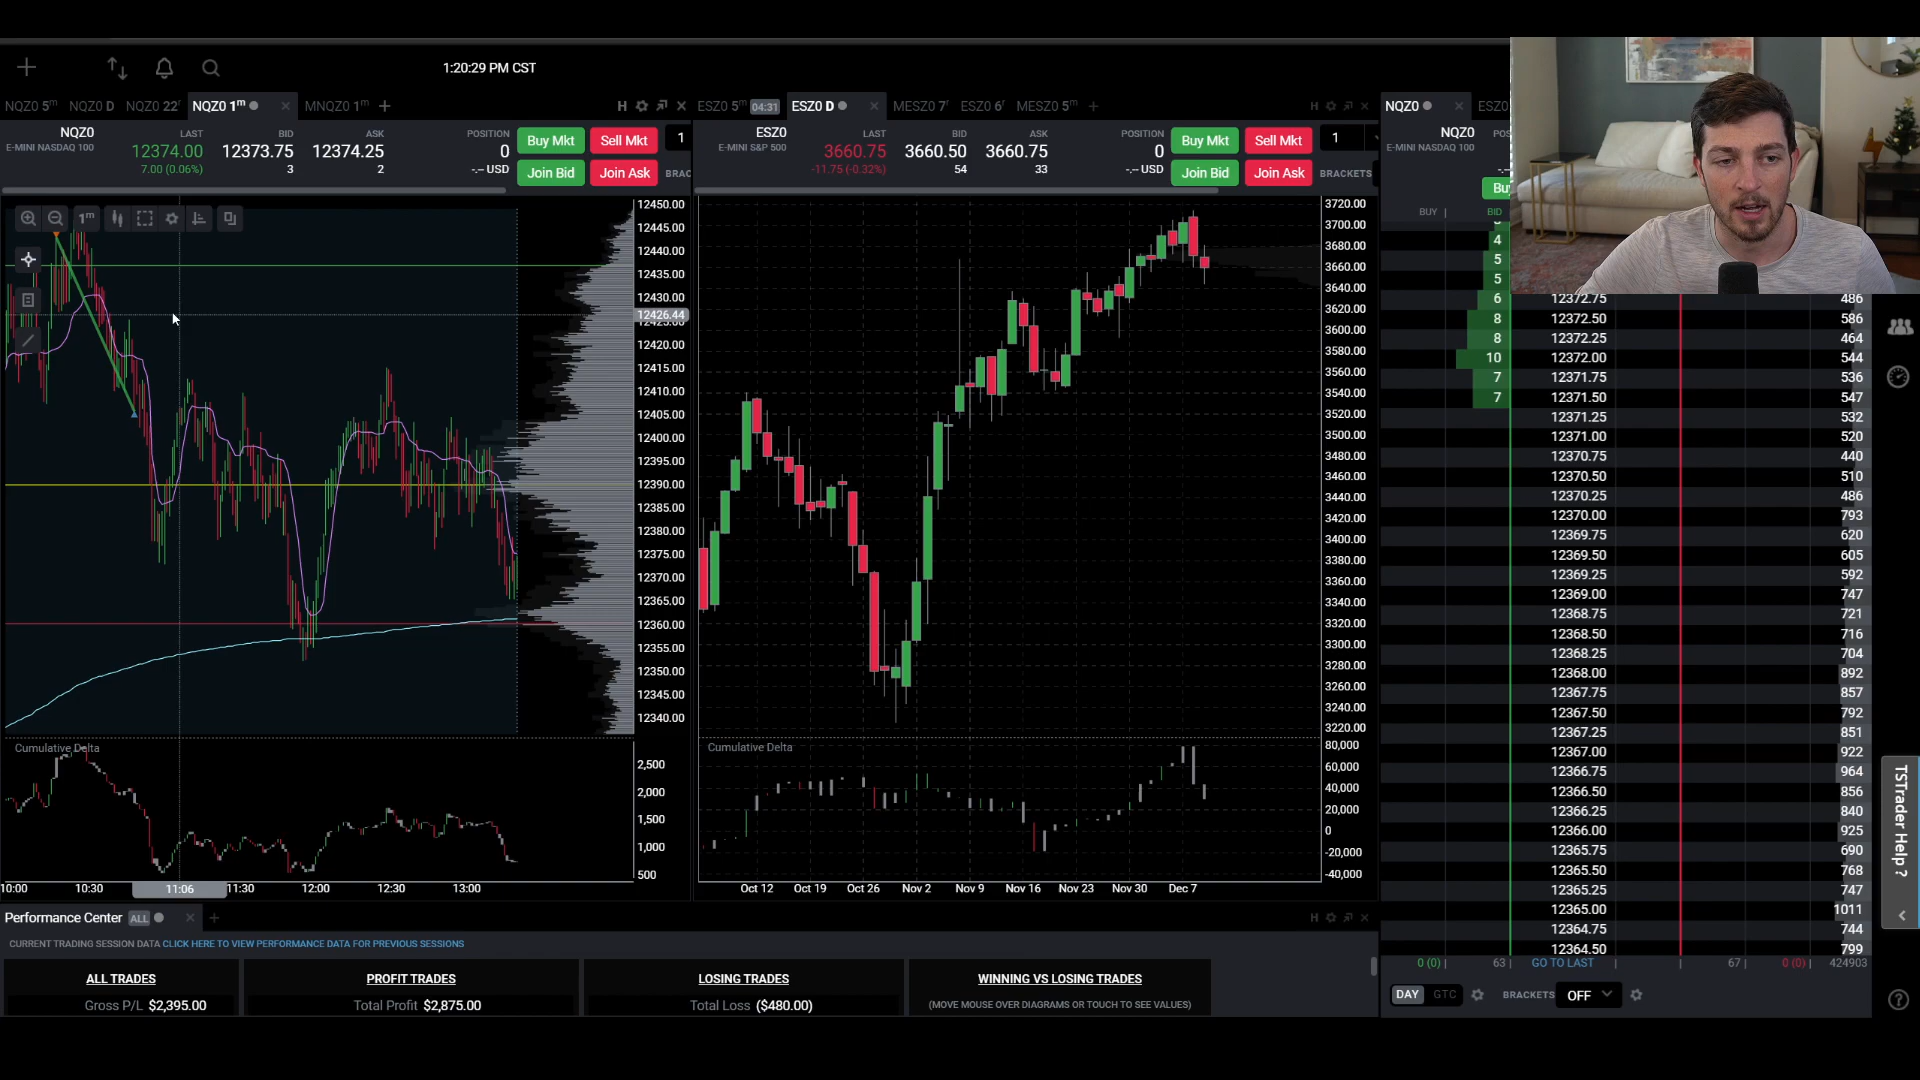 1:20:29 PM CST
NQZ0 5m NQZ0 D NQZ0 22r NQZ0 1m MNQZ0 1m
H ESZ0 5m 04:31 ESZ0 D MESZ0 7r ESZ0 6r MESZ0 5m
H NQZ0 ESZ0
NQZ0 LAST BID ASK POSITION Buy Mkt Sell Mkt 1
E-MINI NASDAQ 100 12374.00 12373.75 12374.25 0
7.00 (0.06%) 3 2 -.-- USD Join Bid Join Ask BRAC
ESZ0 LAST BID ASK POSITION Buy Mkt Sell Mkt 1
E-MINI S&P 500 3660.75 3660.50 3660.75 0
-11.75 (-0.32%) 54 33 -.-- USD Join Bid Join Ask BRACKETS
NQZ0 POS
E-MINI NASDAQ 100
BUY BID
1m
12450.00
12445.00
12440.00
12435.00
12430.00
12426.44
12420.00
12415.00
12410.00
12405.00
12400.00
12395.00
12390.00
12385.00
12380.00
12375.00
12370.00
12365.00
12360.00
12355.00
12350.00
12345.00
12340.00
Cumulative Delta
2,500
2,000
1,500
1,000
500
10:00 10:30 11:06 11:30 12:00 12:30 13:00
3720.00
3700.00
3680.00
3660.00
3640.00
3620.00
3600.00
3580.00
3560.00
3540.00
3520.00
3500.00
3480.00
3460.00
3440.00
3420.00
3400.00
3380.00
3360.00
3340.00
3320.00
3300.00
3280.00
3260.00
3240.00
3220.00
Cumulative Delta
80,000
60,000
40,000
20,000
0
-20,000
-40,000
Oct 12 Oct 19 Oct 26 Nov 2 Nov 9 Nov 16 Nov 23 Nov 30 Dec 7
4
5
5
6 12372.75 486
8 12372.50 586
8 12372.25 464
10 12372.00 544
7 12371.75 536
7 12371.50 547
12371.25 532
12371.00 520
12370.75 440
12370.50 510
12370.25 486
12370.00 793
12369.75 620
12369.50 605
12369.25 592
12369.00 747
12368.75 721
12368.50 716
12368.25 704
12368.00 892
12367.75 857
12367.50 792
12367.25 851
12367.00 922
12366.75 964
12366.50 856
12366.25 840
12366.00 925
12365.75 690
12365.50 768
12365.25 747
12365.00 1011
12364.75 744
12364.50 799
0 (0) 63 GO TO LAST 67 0 (0) 424903
DAY GTC BRACKETS OFF
TSTrader Help ?
Performance Center ALL
H
CURRENT TRADING SESSION DATA CLICK HERE TO VIEW PERFORMANCE DATA FOR PREVIOUS SESSIONS
ALL TRADES PROFIT TRADES LOSING TRADES WINNING VS LOSING TRADES
Gross P/L $2,395.00 Total Profit $2,875.00 Total Loss ($480.00) (MOVE MOUSE OVER DIAGRAMS OR TOUCH TO SEE VALUES)